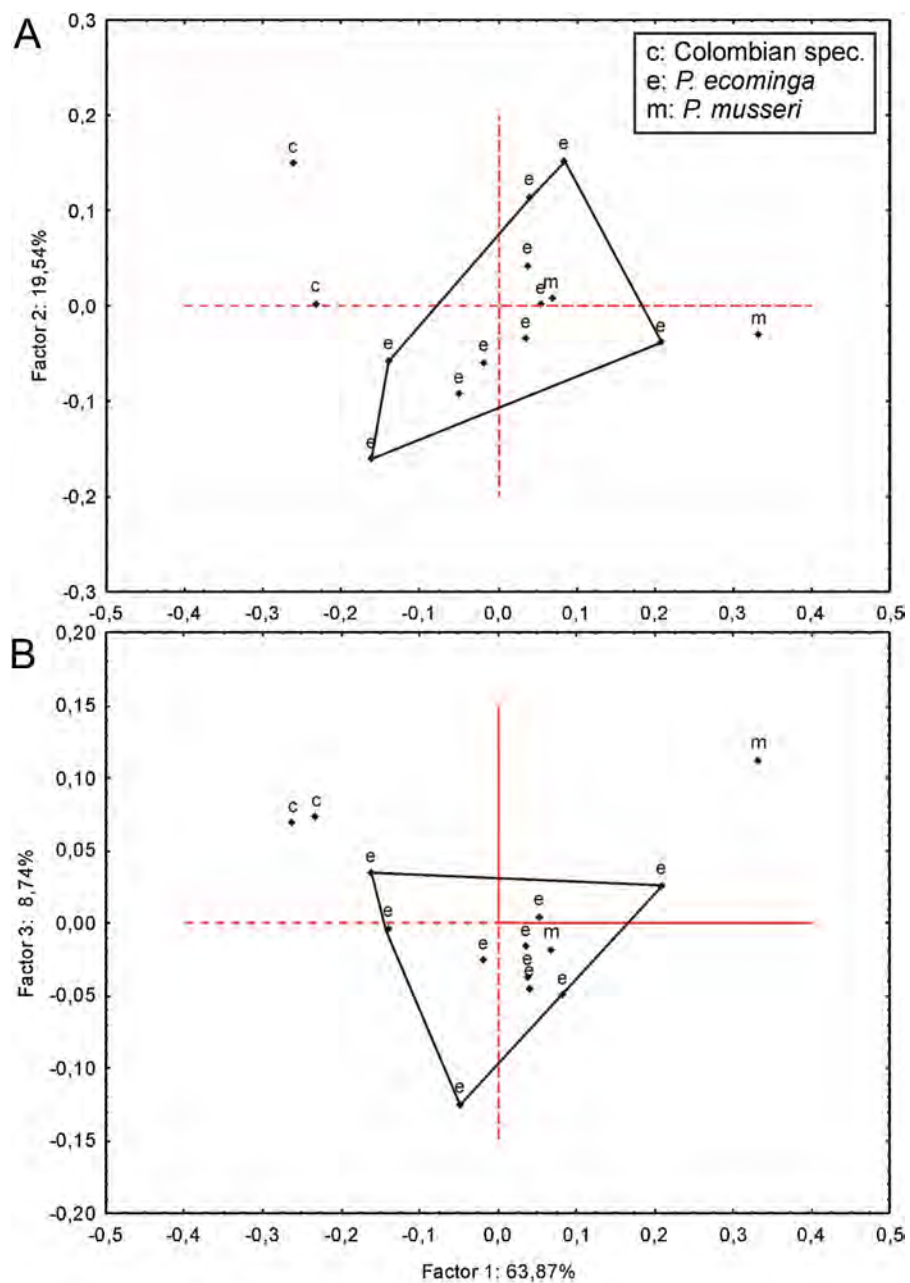 A
0,3
c: Colombian spec.
e: P. ecominga
m: P. musseri
0,2
c
e
e
0,1
e
c
e
m
0,0
e
e
m
e
e
e
-0,1
e
-0,2
-0,3
Factor 2: 19,54%
-0,5 -0,4 -0,3 -0,2 -0,1 0,0 0,1 0,2 0,3 0,4 0,5
B
0,20
0,15
m
0,10
c c
0,05
e
e
e
0,00
e
e
m
e
e
e
e
-0,05
e
-0,10
-0,15
-0,20
Factor 3: 8,74%
-0,5 -0,4 -0,3 -0,2 -0,1 0,0 0,1 0,2 0,3 0,4 0,5
Factor 1: 63,87%